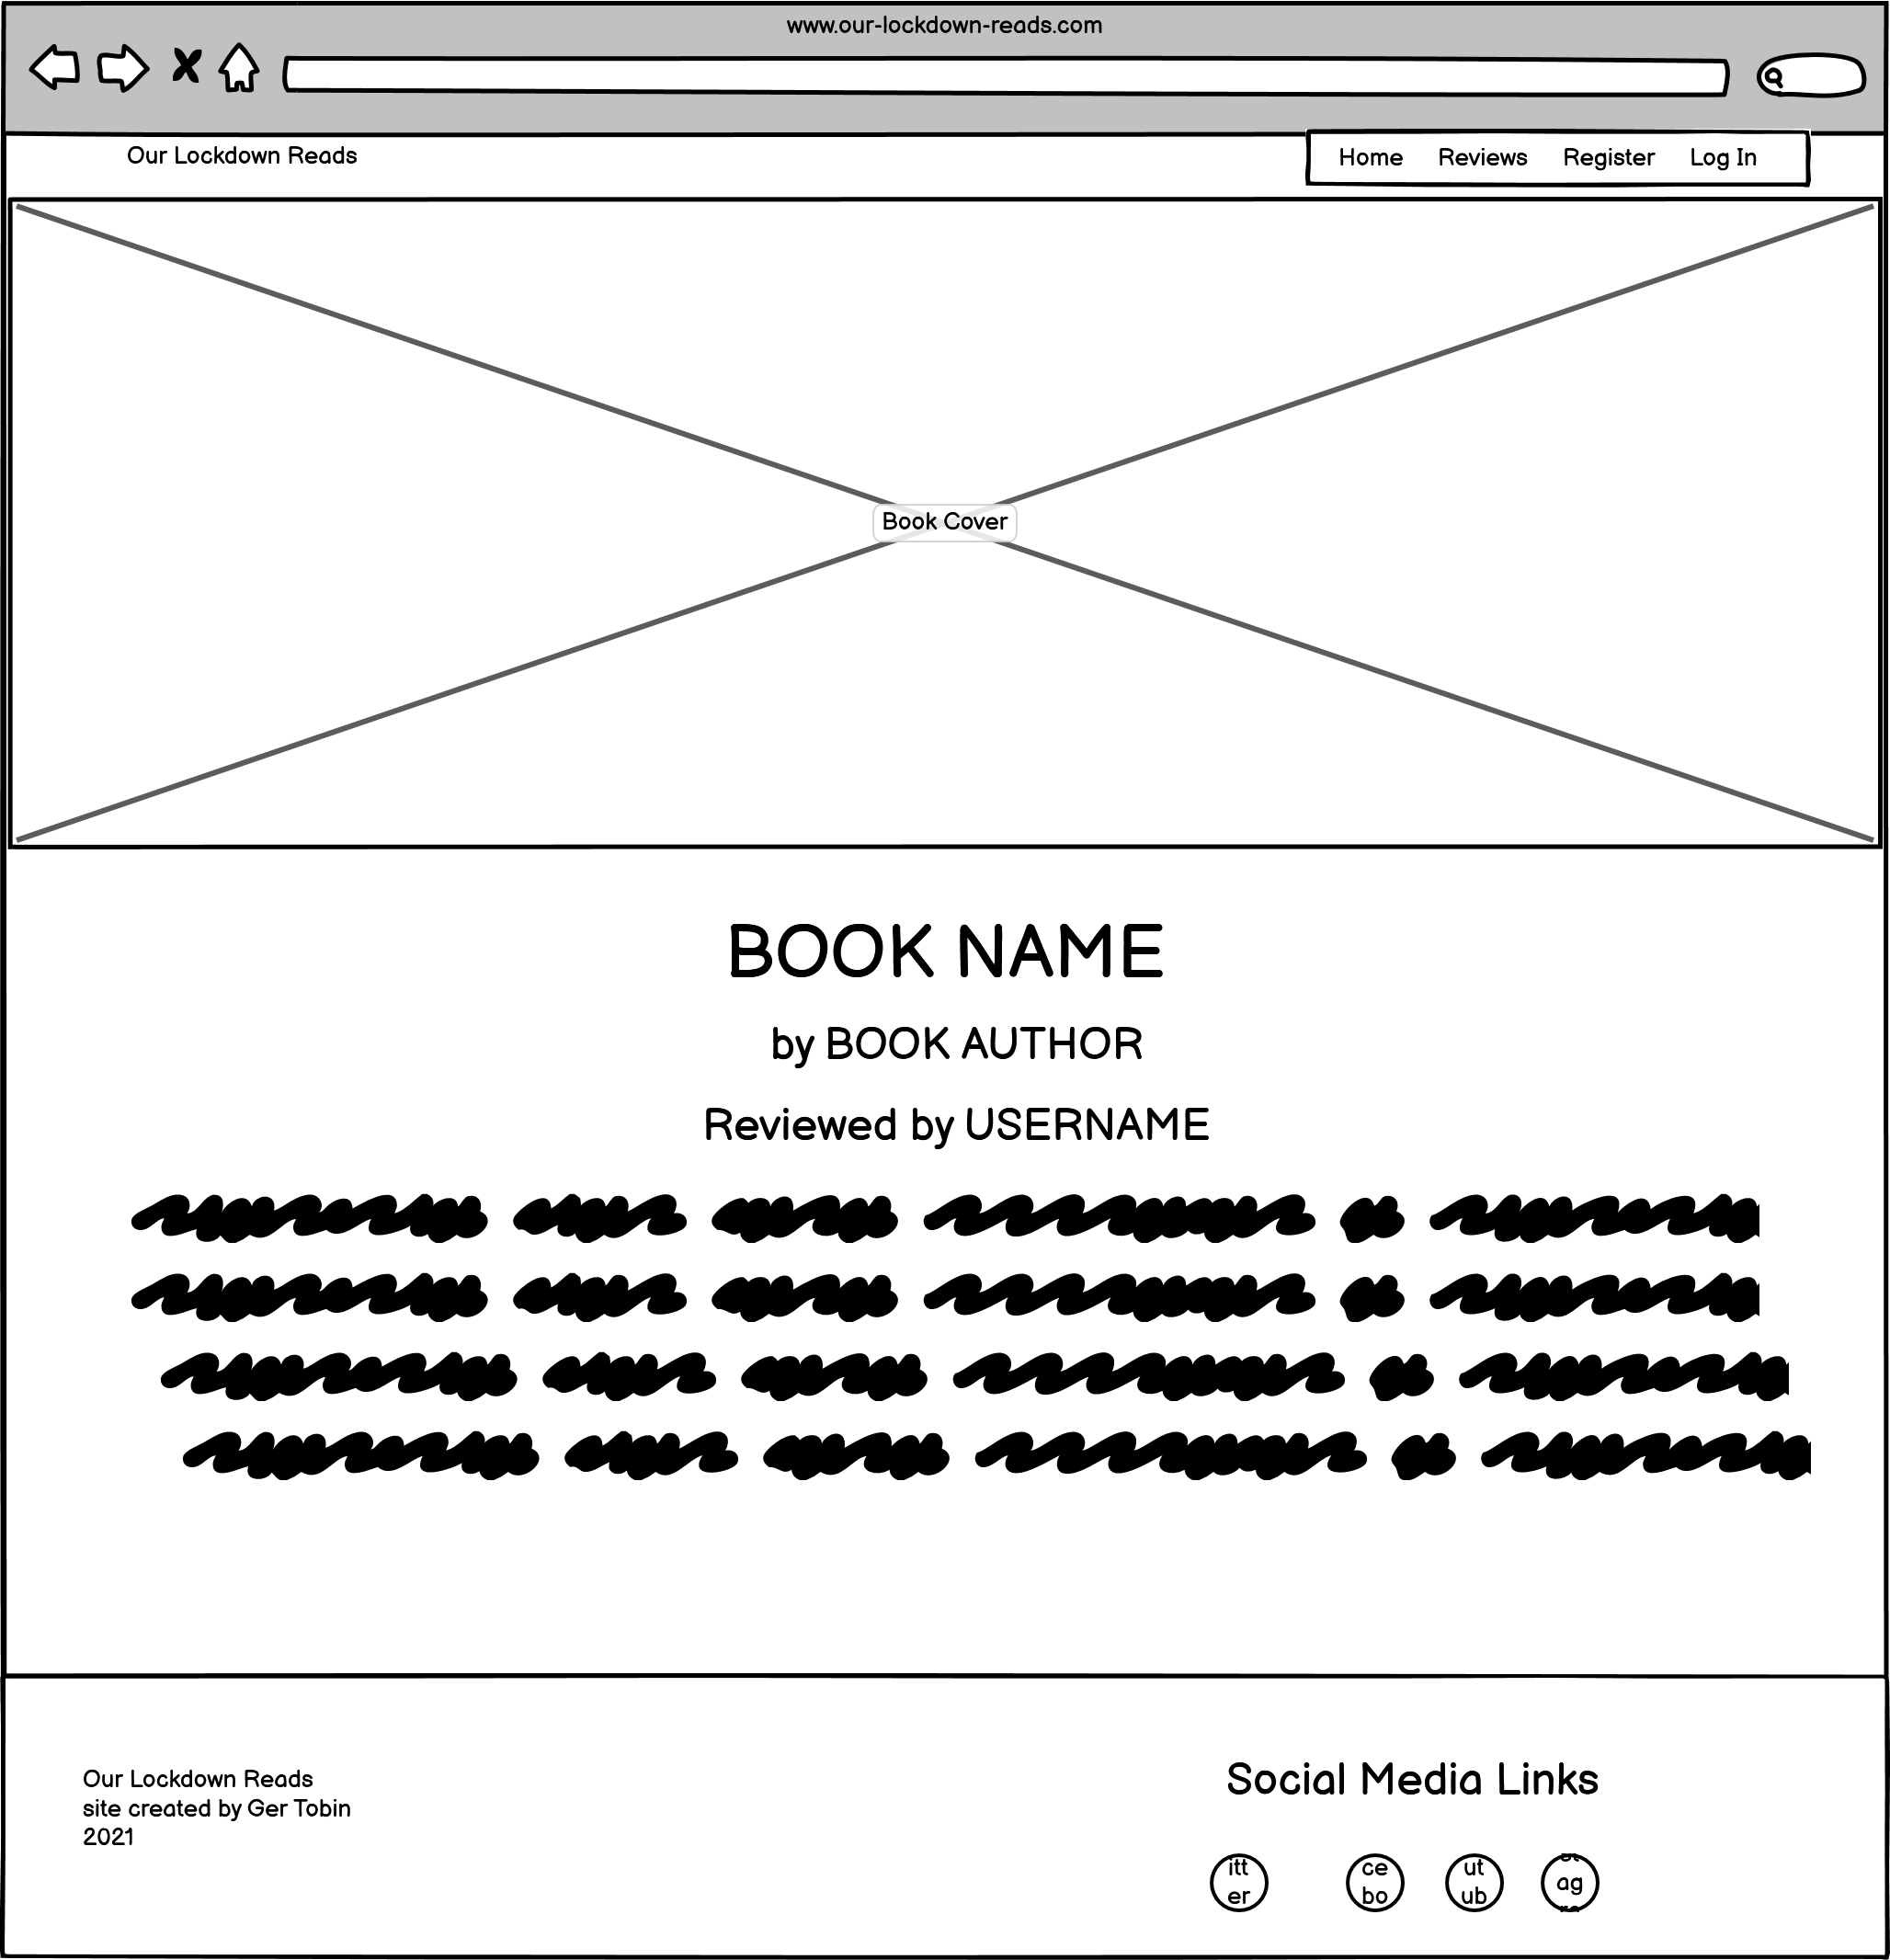 www.our-lockdown-reads.com
Our Lockdown Reads
Home Reviews Register Log In
Book Cover
BOOK NAME
by BOOK AUTHOR
Reviewed by USERNAME
Our Lockdown Reads
site created by Ger Tobin
2021
Social Media Links
itt ce ut ag
er bo ub